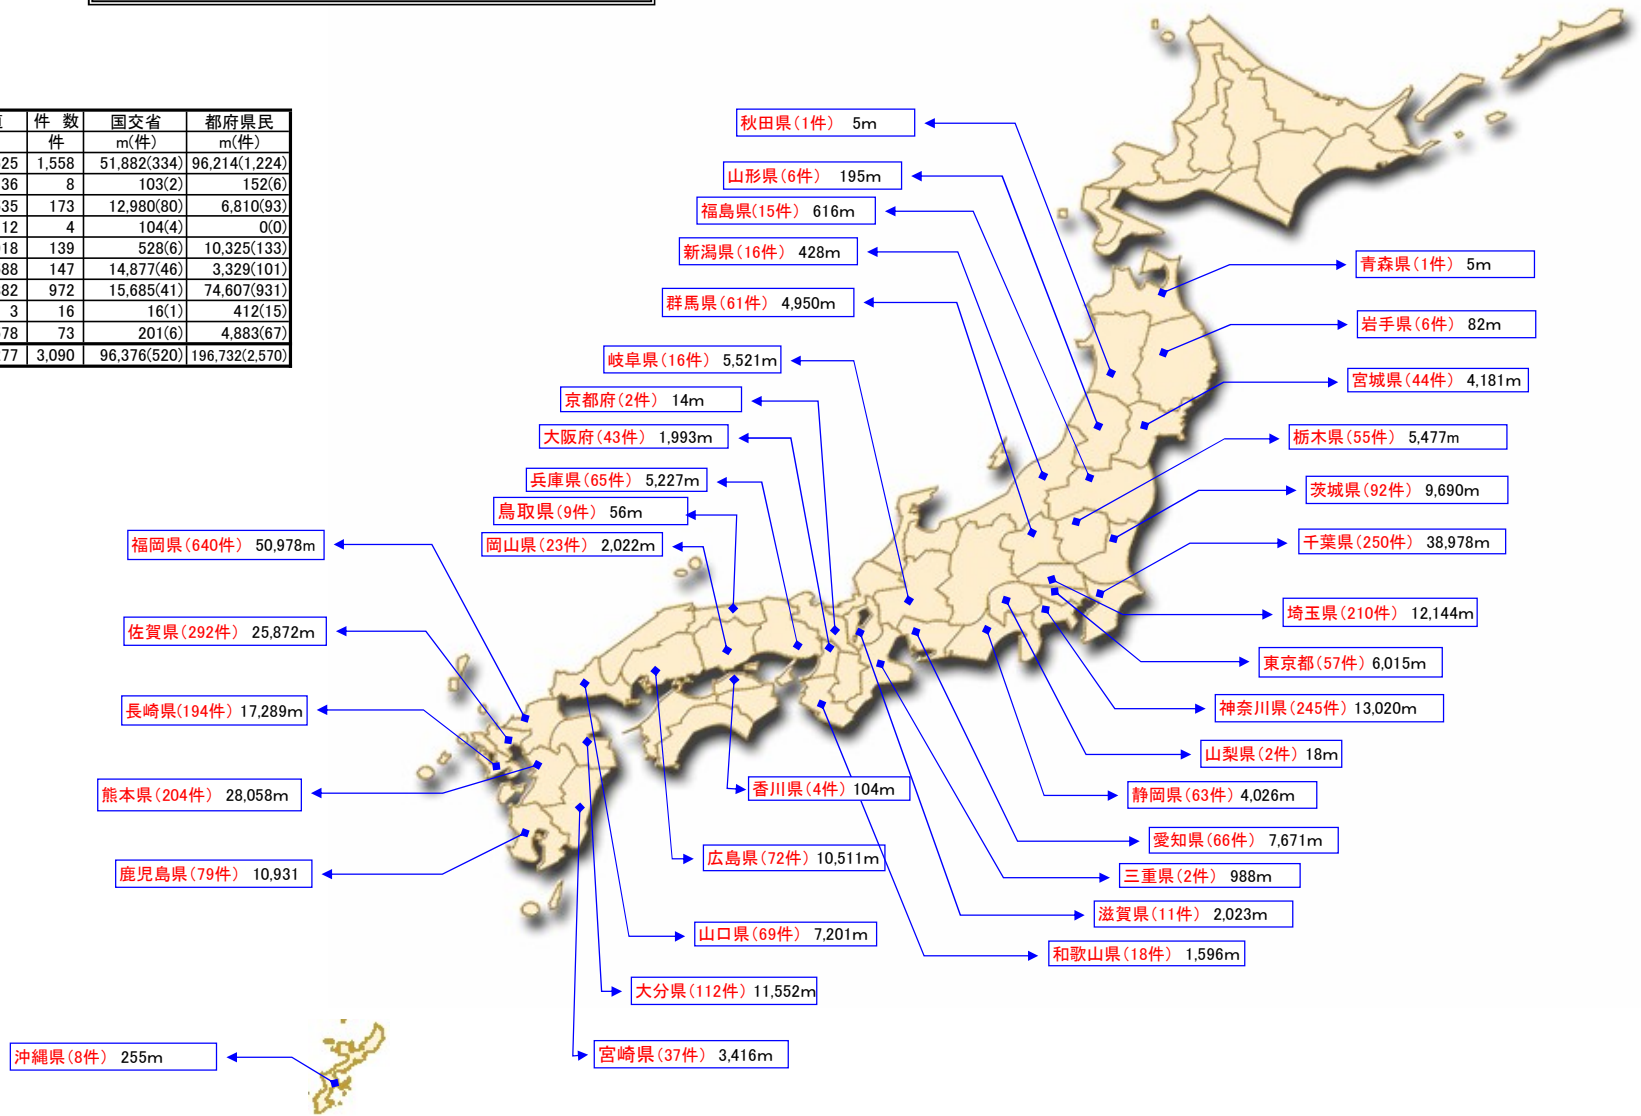 件 数 国交省 都府県民
件 m(件) m(件)
1,558 51,882(334) 96,214(1,224)
36 8 103(2) 152(6)
173 12,980(80) 6,810(93)
12 4 104(4) 0(0)
139 528(6) 10,325(133)
147 14,877(46) 3,329(101)
972 15,685(41) 74,607(931)
3 16 16(1) 412(15)
73 201(6) 4,883(67)
3,090 96,376(520) 196,732(2,570)
秋田県(1件) 5m
山形県(6件) 195m
福島県(15件) 616m
新潟県(16件) 428m
群馬県(61件) 4,950m
岐阜県(16件) 5,521m
京都府(2件) 14m
大阪府(43件) 1,993m
兵庫県(65件) 5,227m
鳥取県(9件) 56m
岡山県(23件) 2,022m
青森県(1件) 5m
岩手県(6件) 82m
宮城県(44件) 4,181m
栃木県(55件) 5,477m
茨城県(92件) 9,690m
千葉県(250件) 38,978m
埼玉県(210件) 12,144m
東京都(57件) 6,015m
神奈川県(245件) 13,020m
山梨県(2件) 18m
静岡県(63件) 4,026m
愛知県(66件) 7,671m
三重県(2件) 988m
滋賀県(11件) 2,023m
和歌山県(18件) 1,596m
福岡県(640件) 50,978m
佐賀県(292件) 25,872m
長崎県(194件) 17,289m
熊本県(204件) 28,058m
鹿児島県(79件) 10,931
香川県(4件) 104m
広島県(72件) 10,511m
山口県(69件) 7,201m
大分県(112件) 11,552m
宮崎県(37件) 3,416m
沖縄県(8件) 255m